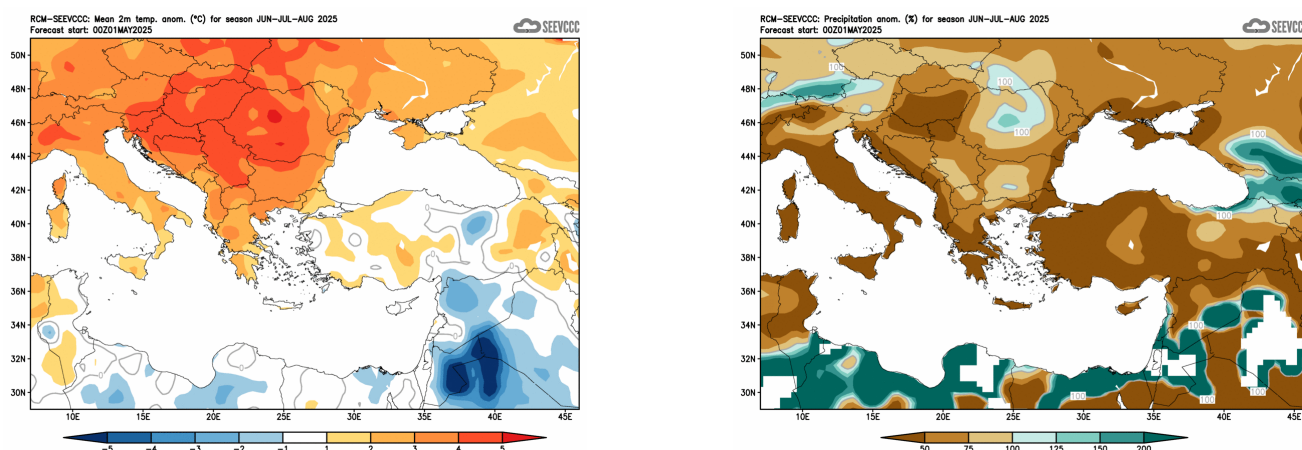 RCM-SEEVCCC: Mean 2m temp. anom. (°C) for season JUN-JUL-AUG 2025
Forecast start: 00Z01MAY2025
SEEVCCC
50N
48N
46N
44N
42N
40N
38N
36N
34N
32N
30N
10E 15E 20E 25E 30E 35E 40E 45E
-5 -4 -3 -2 -1 1 2 3 4 5
RCM-SEEVCCC: Precipitation anom. (%) for season JUN-JUL-AUG 2025
Forecast start: 00Z01MAY2025
SEEVCCC
50N
48N
46N
44N
42N
40N
38N
36N
34N
32N
30N
100
100
100
100
100
100
100
100
100
10E 15E 20E 25E 30E 35E 40E 45E
50 75 100 125 150 200